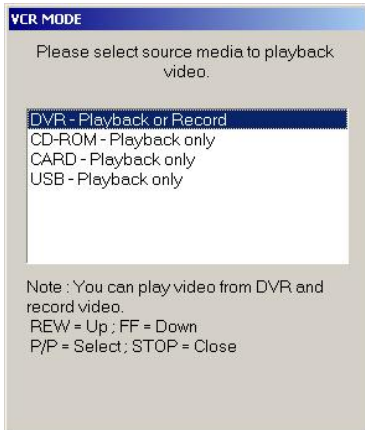 VCR MODE
Please select source media to playback
video.
DVR - Playback or Record
CD-ROM - Playback only
CARD - Playback only
USB - Playback only
Note : You can play video from DVR and
record video.
REW = Up ; FF = Down
P/P = Select ; STOP = Close